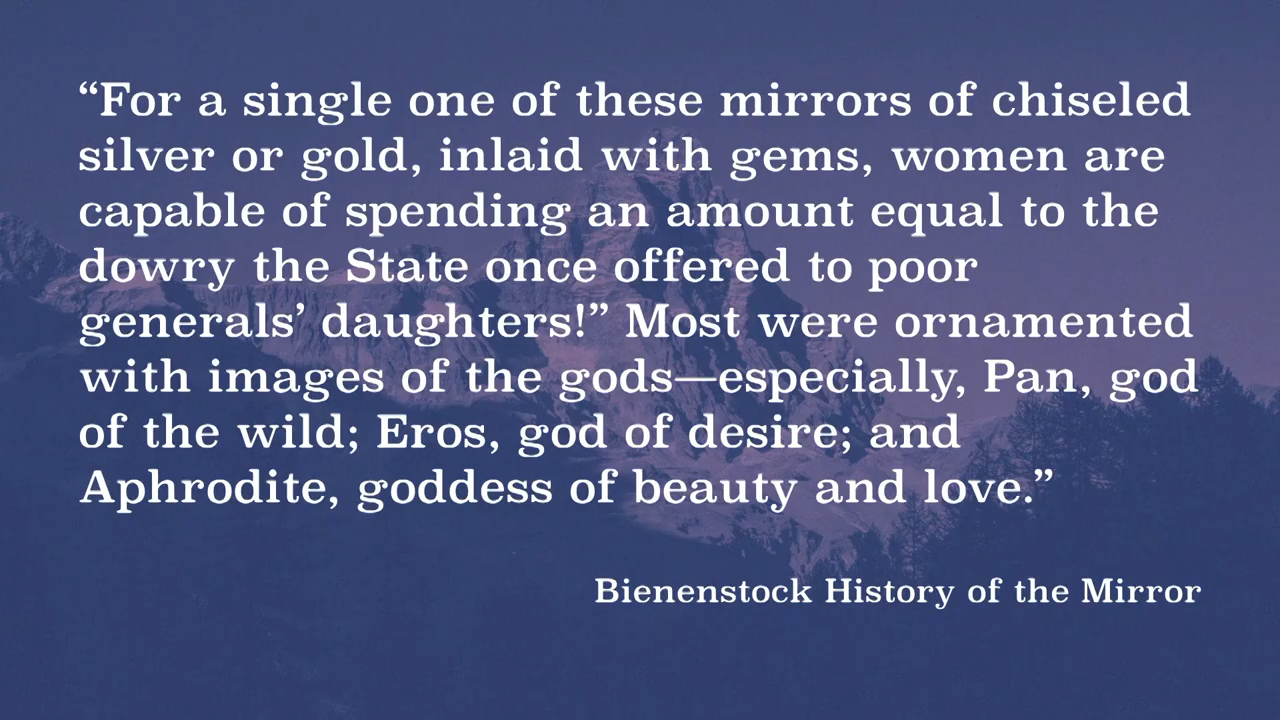 “For a single one of these mirrors of chiseled
silver or gold, inlaid with gems, women are
capable of spending an amount equal to the
dowry the State once offered to poor
generals’ daughters!” Most were ornamented
with images of the gods—especially, Pan, god
of the wild; Eros, god of desire; and
Aphrodite, goddess of beauty and love.”
Bienenstock History of the Mirror